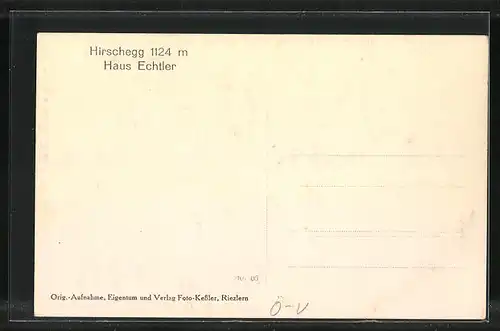 Hirschegg 1124 m
Haus Echtler
Orig.-Aufnahme, Eigentum und Verlag Foto-Keßler, Riezlern
Ö-V